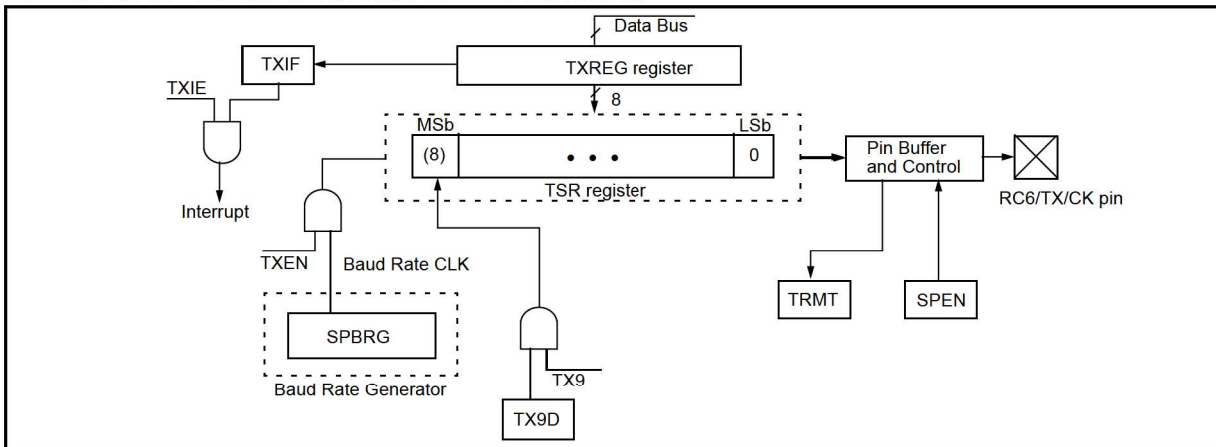 Data Bus
TXIF
TXREG register
TXIE
8
MSb
LSb
(8)
0
• • •
TSR register
Pin Buffer
and Control
RC6/TX/CK pin
Interrupt
TXEN
Baud Rate CLK
TRMT
SPEN
SPBRG
Baud Rate Generator
TX9
TX9D